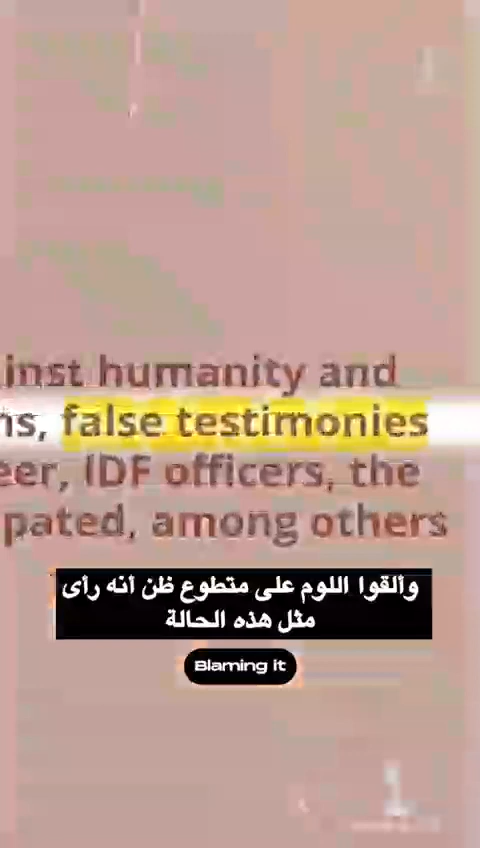 inst humanity and
ns, false testimonies
eer, IDF officers, the
pated, among others
وألقوا اللوم على متطوع ظن أنه رأى
مثل هذه الحالة
Blaming it